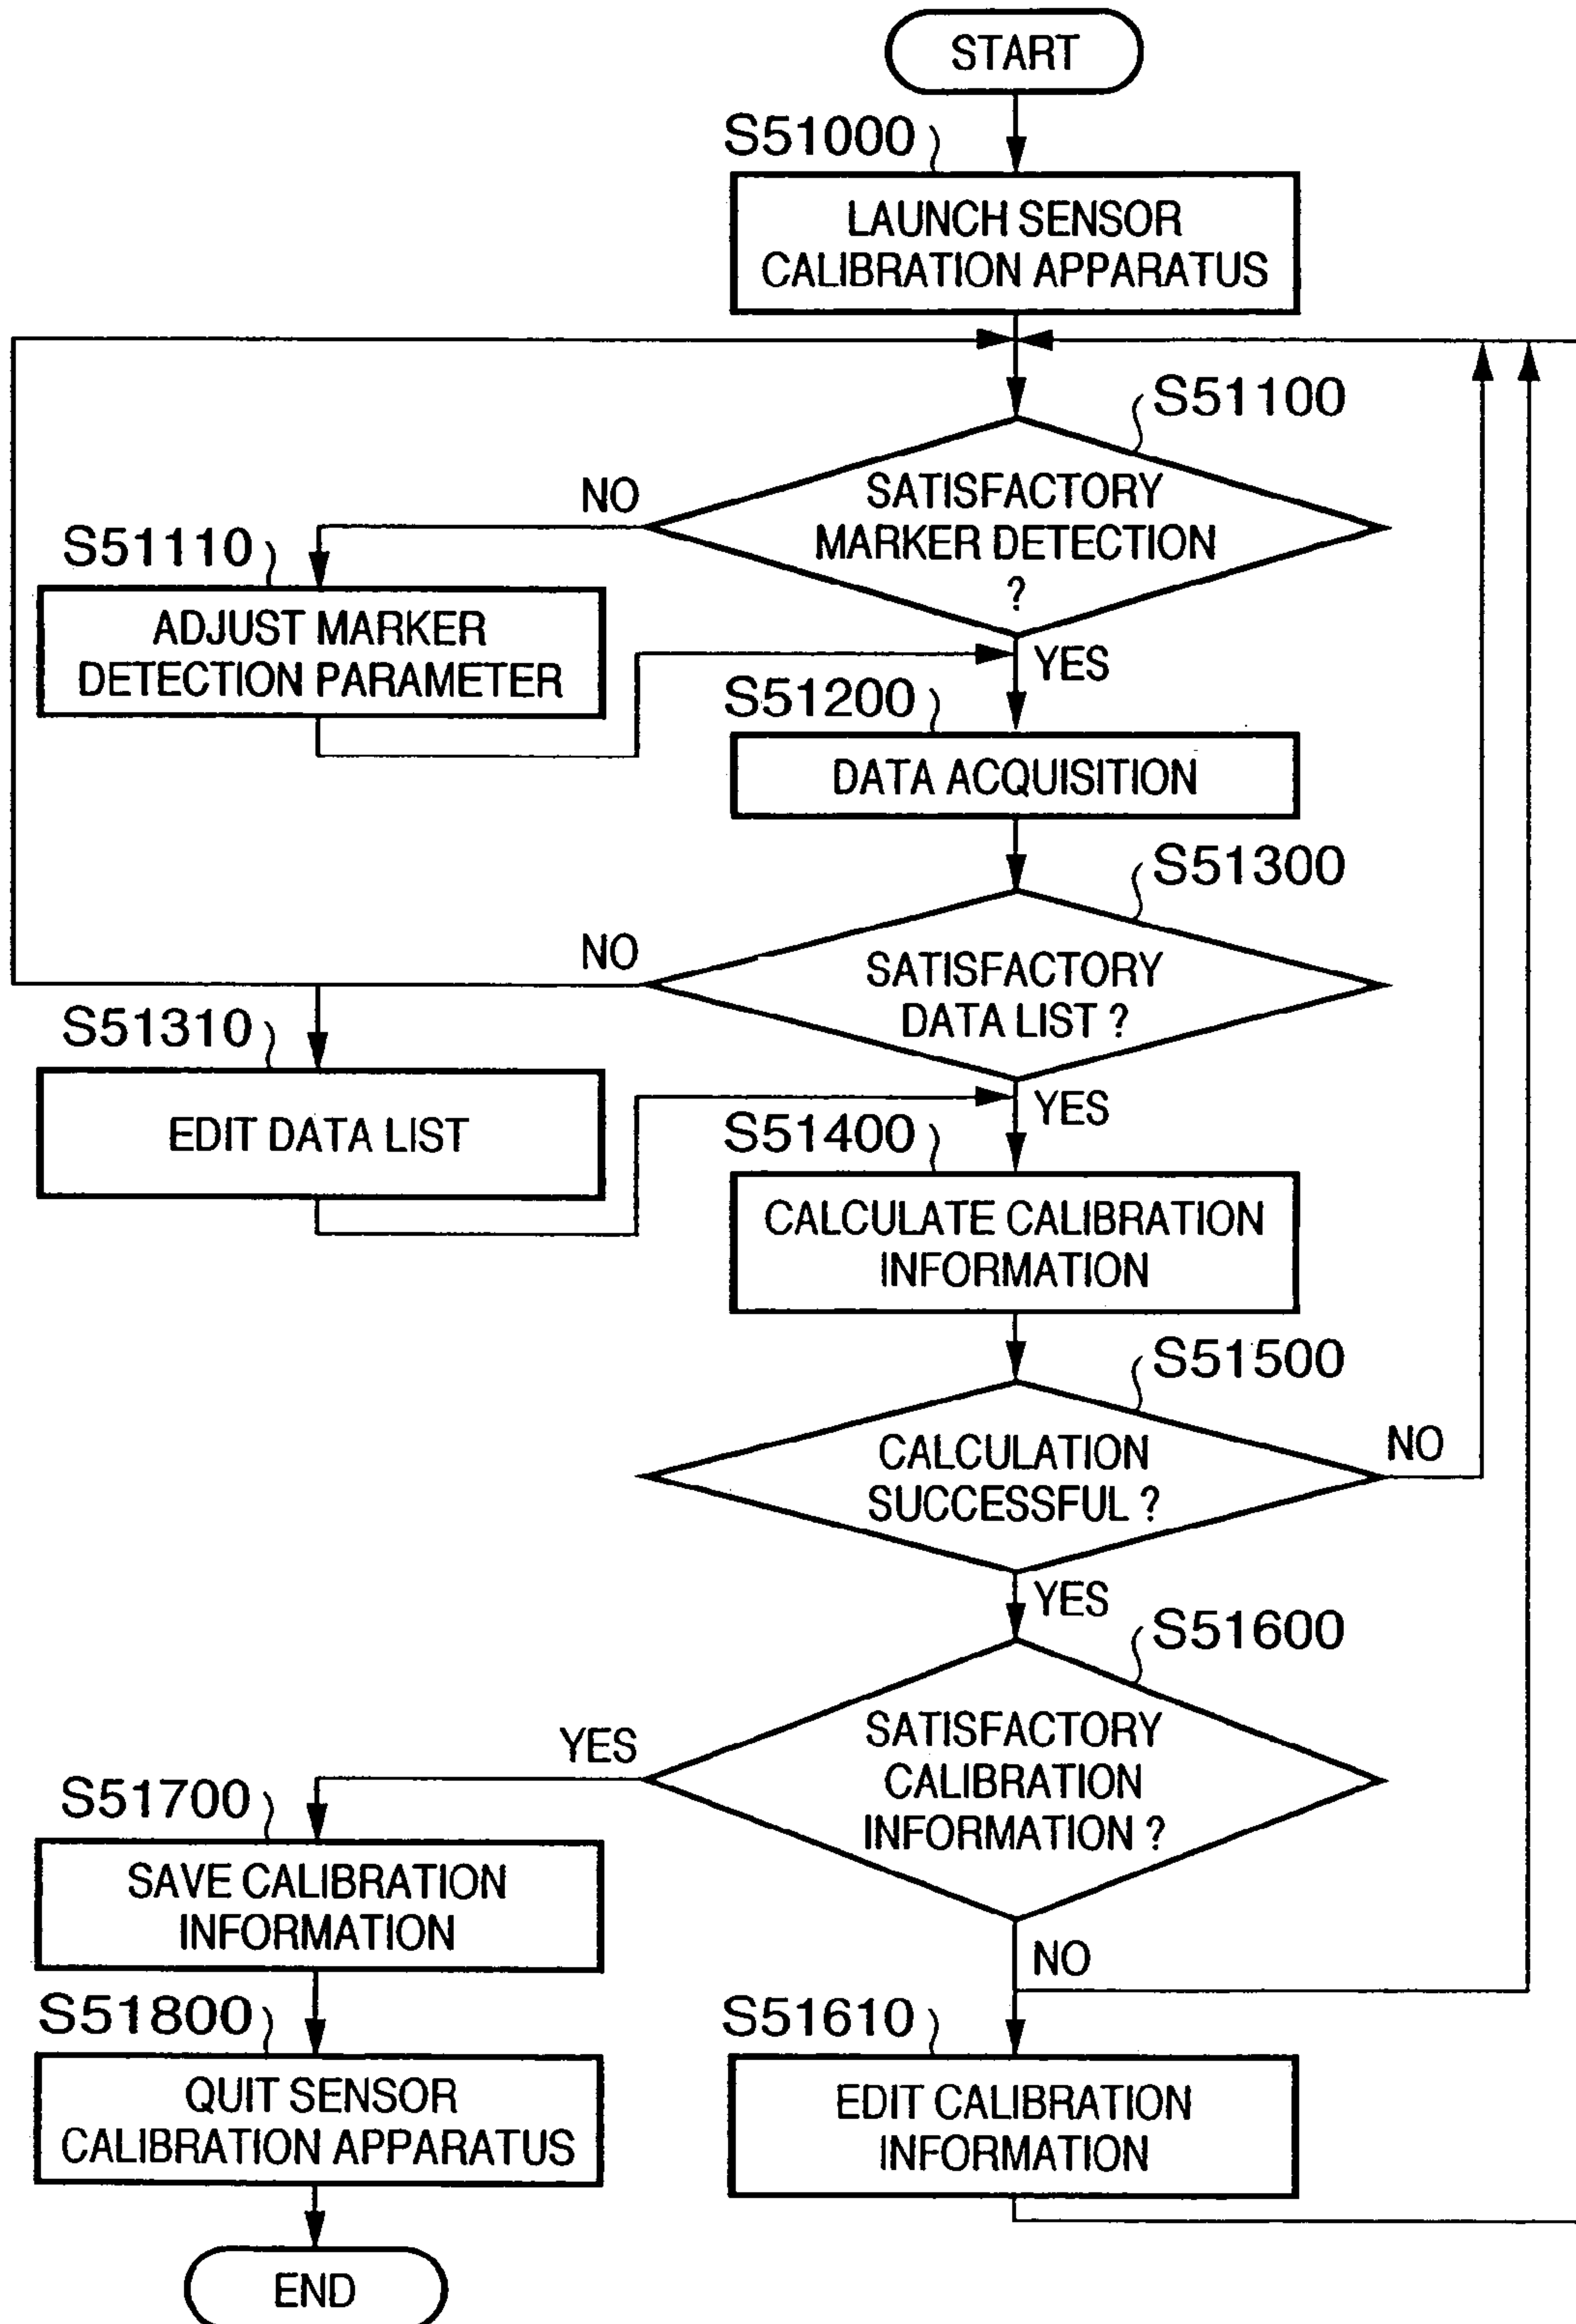 START
S51000
LAUNCH SENSOR
CALIBRATION APPARATUS
S51100
SATISFACTORY
MARKER DETECTION
?
NO
S51110
ADJUST MARKER
DETECTION PARAMETER
YES
S51200
DATA ACQUISITION
S51300
SATISFACTORY
DATA LIST ?
NO
S51310
EDIT DATA LIST
YES
S51400
CALCULATE CALIBRATION
INFORMATION
S51500
CALCULATION
SUCCESSFUL ?
NO
YES
S51600
SATISFACTORY
CALIBRATION
INFORMATION ?
YES
S51700
SAVE CALIBRATION
INFORMATION
NO
S51800
QUIT SENSOR
CALIBRATION APPARATUS
S51610
EDIT CALIBRATION
INFORMATION
END